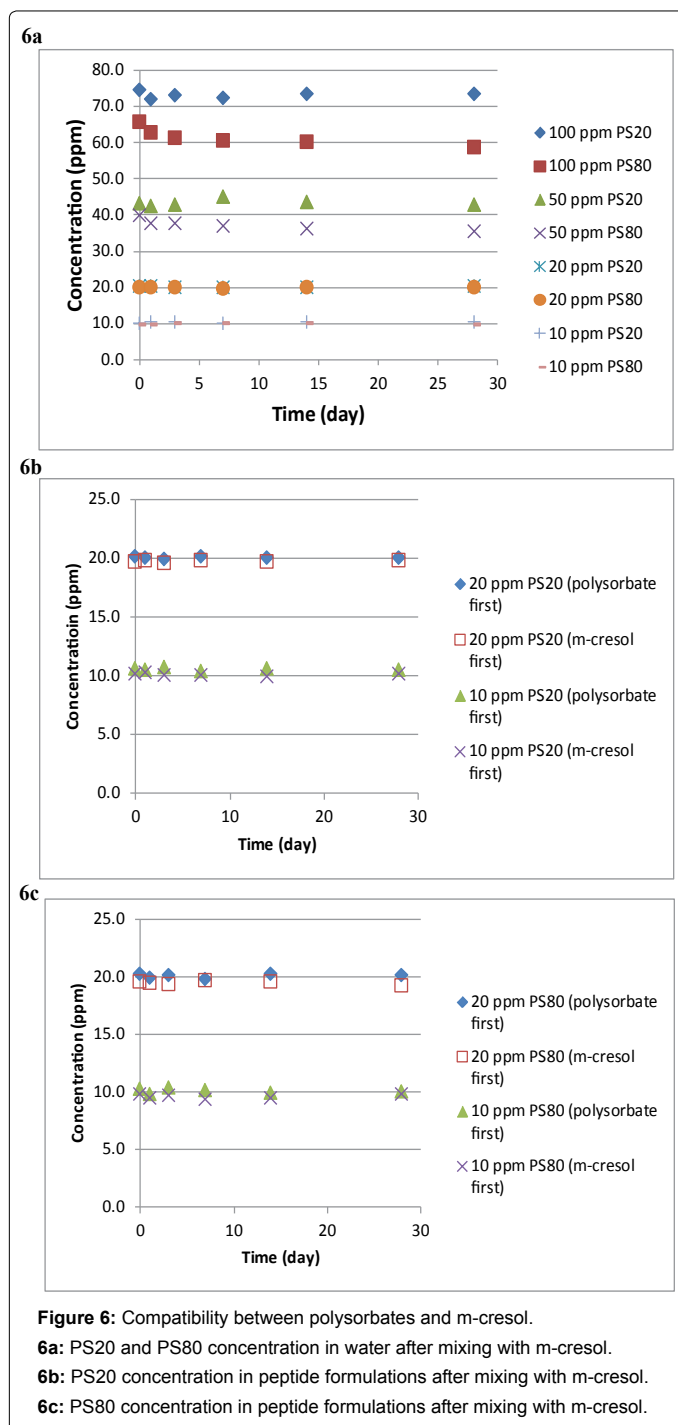 6a
80.0
70.0
60.0
50.0
40.0
30.0
20.0
10.0
0.0
Concentration (ppm)
0 5 10 15 20 25 30
Time (day)
100 ppm PS20
100 ppm PS80
50 ppm PS20
50 ppm PS80
20 ppm PS20
20 ppm PS80
10 ppm PS20
10 ppm PS80
6b
25.0
20.0
15.0
10.0
5.0
0.0
Concentratioin (ppm)
0 10 20 30
Time (day)
20 ppm PS20 (polysorbate
first)
20 ppm PS20 (m-cresol
first)
10 ppm PS20 (polysorbate
first)
10 ppm PS20 (m-cresol
first)
6c
25.0
20.0
15.0
10.0
5.0
0.0
Concentration (ppm)
0 10 20 30
Time (day)
20 ppm PS80 (polysorbate
first)
20 ppm PS80 (m-cresol
first)
10 ppm PS80 (polysorbate
first)
10 ppm PS80 (m-cresol
first)
Figure 6: Compatibility between polysorbates and m-cresol.
6a: PS20 and PS80 concentration in water after mixing with m-cresol.
6b: PS20 concentration in peptide formulations after mixing with m-cresol.
6c: PS80 concentration in peptide formulations after mixing with m-cresol.